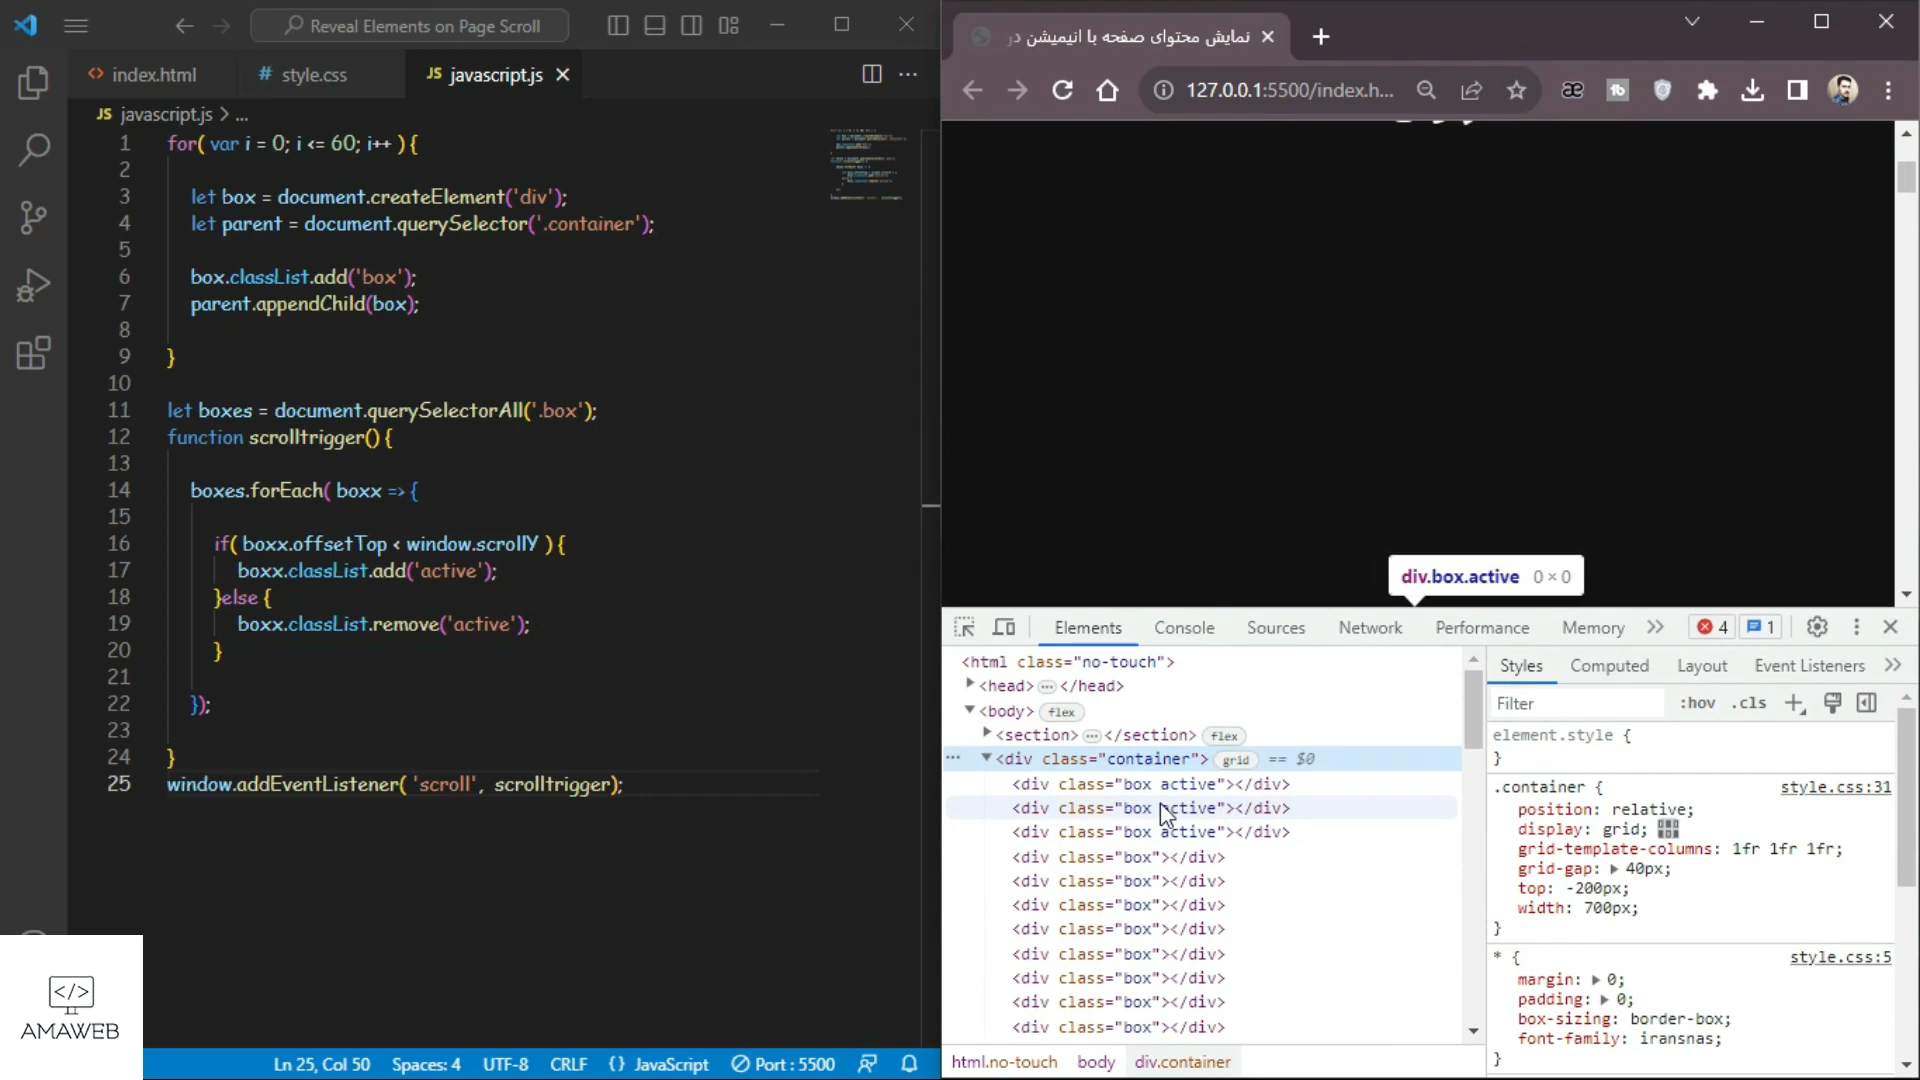 Reveal Elements on Page Scroll
index.html
style.css
JS javascript.js
JS javascript.js > ...
1 for( var i = 0; i <= 60; i++ ) {
2
3 let box = document.createElement('div');
4 let parent = document.querySelector('.container');
5
6 box.classList.add('box');
7 parent.appendChild(box);
8
9 }
10
11 let boxes = document.querySelectorAll('.box');
12 function scrolltrigger() {
13
14 boxes.forEach( boxx => {
15
16 if( boxx.offsetTop < window.scrollY ) {
17 boxx.classList.add('active');
18 }else {
19 boxx.classList.remove('active');
20 }
21
22 });
23
24 }
25 window.addEventListener( 'scroll', scrolltrigger);
</> AMAWEB
Ln 25, Col 50 Spaces: 4 UTF-8 CRLF {} JavaScript Port : 5500
نمایش محتوای صفحه با انیمیشن در
127.0.0.1:5500/index.h...
div.box.active 0 × 0
Elements Console Sources Network Performance Memory 4 1
<html class="no-touch">
<head> ... </head>
<body> flex
<section> ... </section> flex
<div class="container"> grid == $0
<div class="box active"></div>
<div class="box active"></div>
<div class="box active"></div>
<div class="box"></div>
<div class="box"></div>
<div class="box"></div>
<div class="box"></div>
<div class="box"></div>
<div class="box"></div>
<div class="box"></div>
<div class="box"></div>
html.no-touch body div.container
Styles Computed Layout Event Listeners
Filter :hov .cls
element.style {
}
.container { style.css:31
position: relative;
display: grid;
grid-template-columns: 1fr 1fr 1fr;
grid-gap: 40px;
top: -200px;
width: 700px;
}
* { style.css:5
margin: 0;
padding: 0;
box-sizing: border-box;
font-family: iransnas;
}